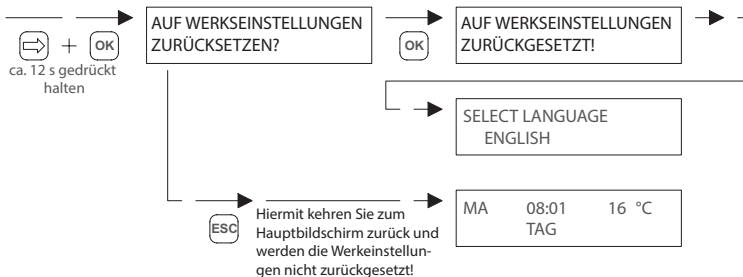 AUF WERKSEINSTELLUNGEN
ZURÜCKSETZEN?
+ OK
ca. 12 s gedrückt
halten
OK
AUF WERKSEINSTELLUNGEN
ZURÜCKGESETZT!
SELECT LANGUAGE
ENGLISH
ESC
Hiermit kehren Sie zum
Hauptbildschirm zurück und
werden die Werkeinstellun-
gen nicht zurückgesetzt!
MA 08:01 16 °C
TAG